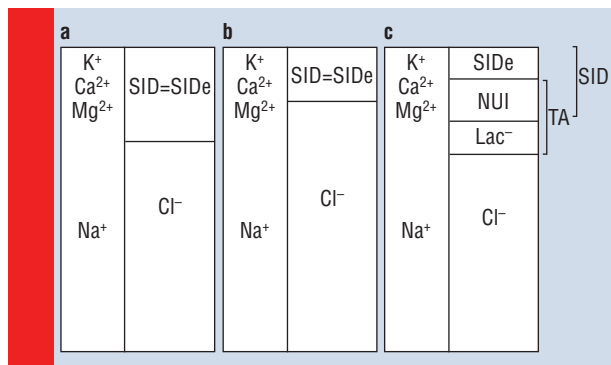 a
K⁺
Ca²⁺
Mg²⁺
Na⁺
SID=SIDe
Cl⁻
b
K⁺
Ca²⁺
Mg²⁺
Na⁺
SID=SIDe
Cl⁻
c
K⁺
Ca²⁺
Mg²⁺
Na⁺
SIDe
NUI
Lac⁻
Cl⁻
TA
SID